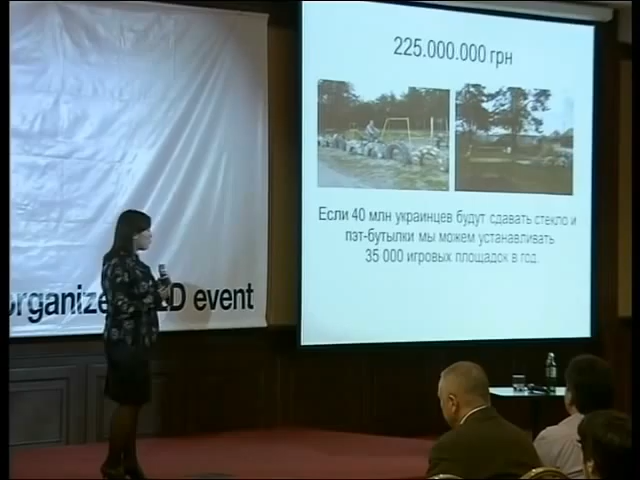 225.000.000 грн
Если 40 млн украинцев будут сдавать стекло и
пэт-бутылки мы можем устанавливать
35 000 игровых площадок в год.
organize
D event